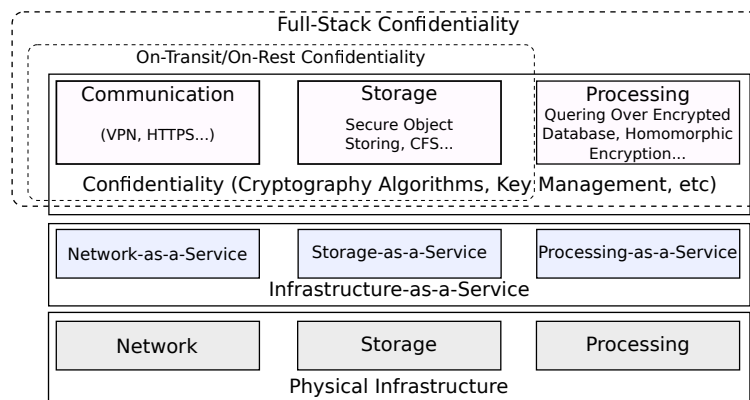 Full-Stack Confidentiality
On-Transit/On-Rest Confidentiality
Communication
(VPN, HTTPS...)
Storage
Secure Object
Storing, CFS...
Processing
Quering Over Encrypted
Database, Homomorphic
Encryption...
Confidentiality (Cryptography Algorithms, Key Management, etc)
Network-as-a-Service
Storage-as-a-Service
Processing-as-a-Service
Infrastructure-as-a-Service
Network
Storage
Processing
Physical Infrastructure